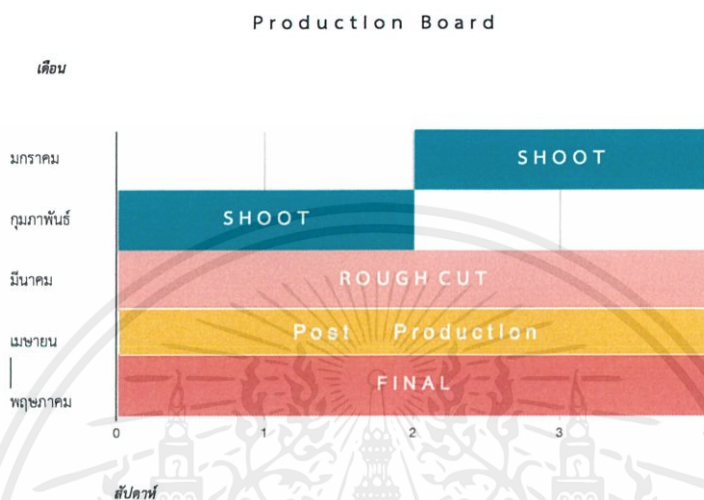 Production Board
เดือน
มกราคม
SHOOT
กุมภาพันธ์
SHOOT
มีนาคม
ROUGH CUT
เมษายน
Post Production
FINAL
พฤษภาคม
0 1 2 3
สัปดาห์